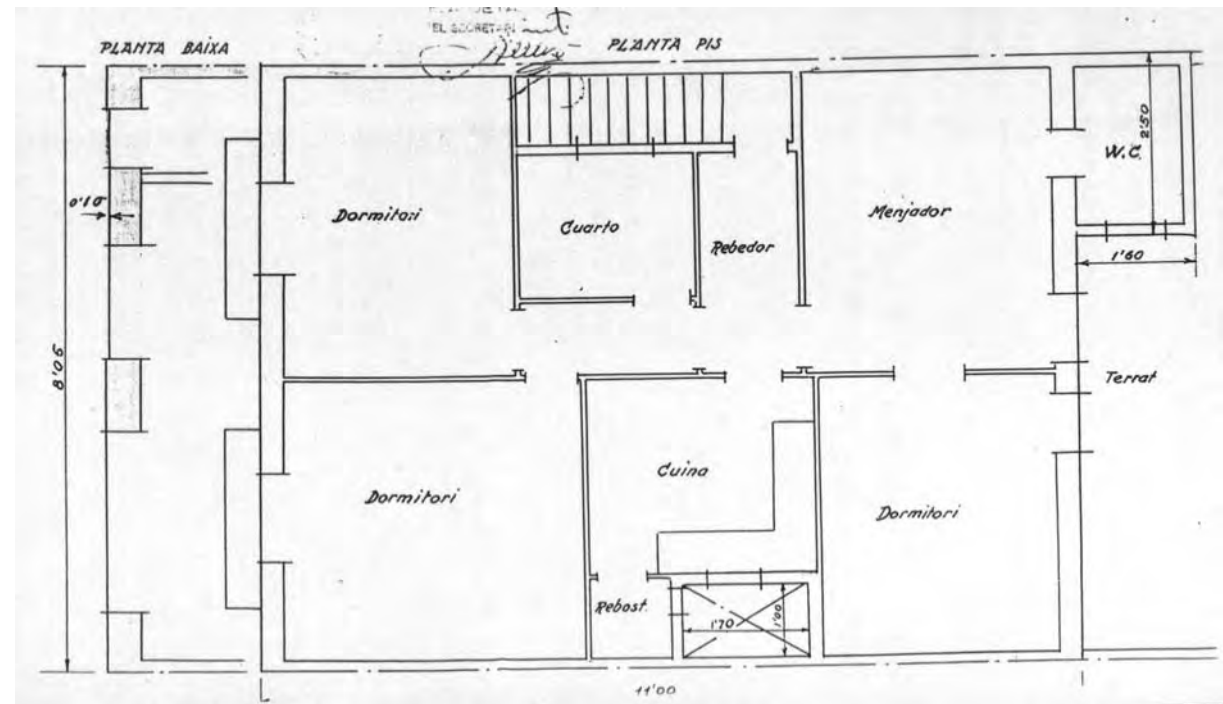 EL SECRETARI
PLANTA BAIXA
PLANTA PIS
2'50
W.C.
Dormitori
Cuarto
Rebedor
Menjador
0'10
1'60
8'06
Terrat
Cuina
Dormitori
Dormitori
Rebost.
1'70
1'00
11'00